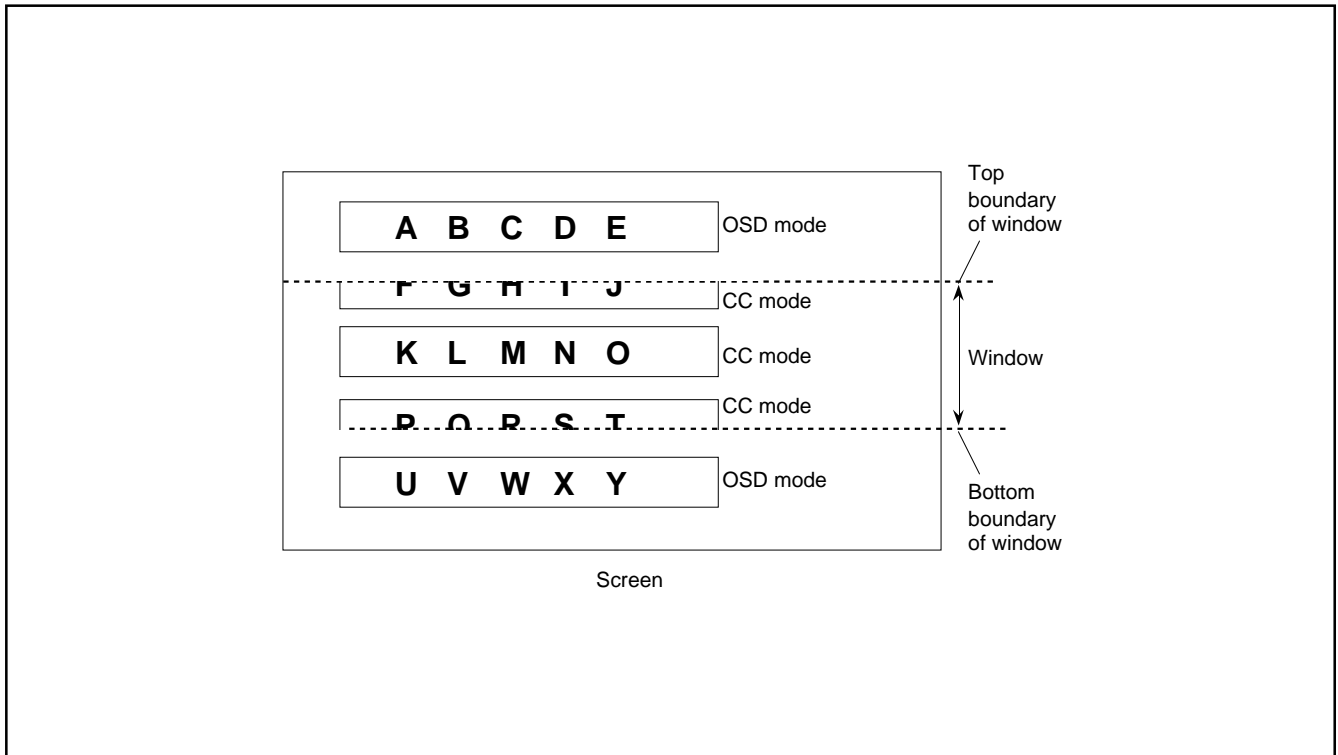 Top
boundary
of window
A B C D E OSD mode
F G H I J CC mode
K L M N O CC mode
Window
P Q R S T CC mode
U V W X Y OSD mode
Bottom
boundary
of window
Screen